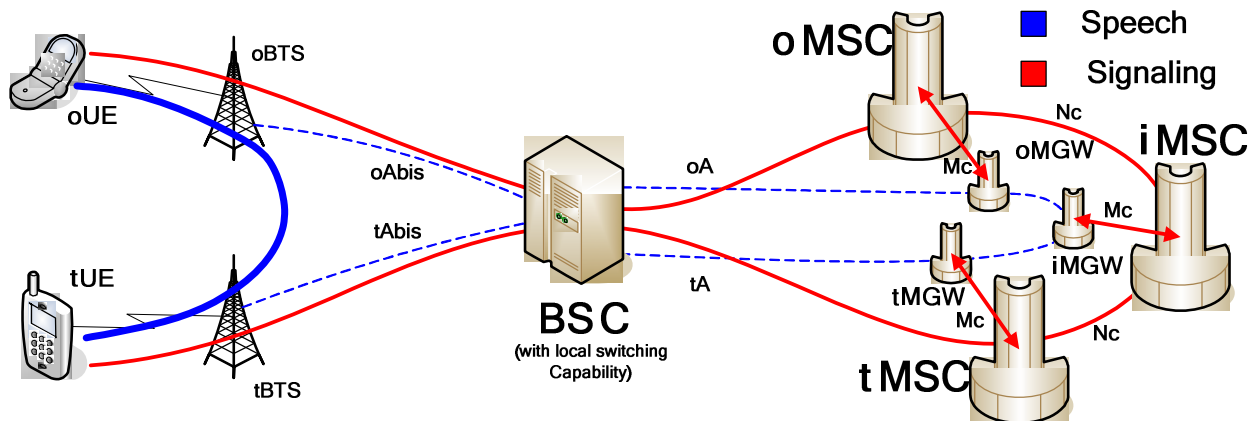 oBTS
oMSC
Speech
Signaling
oUE
Nc
oMGW
iMSC
oAbis
oA
Mc
tAbis
Mc
tUE
iMGW
tA
tMGW
BSC
Mc
Nc
(with local switching
Capability)
tMSC
tBTS